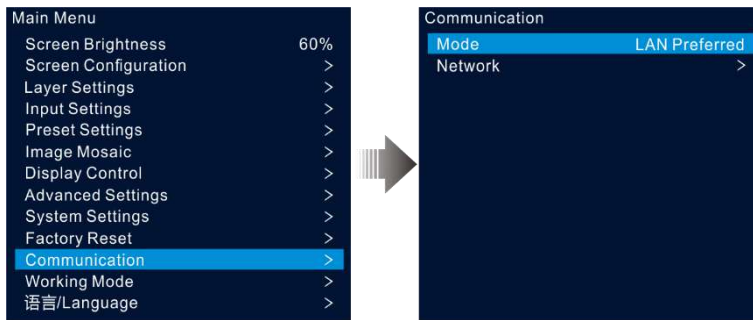 Main Menu
Screen Brightness 60%
Screen Configuration >
Layer Settings >
Input Settings >
Preset Settings >
Image Mosaic >
Display Control >
Advanced Settings >
System Settings >
Factory Reset >
Communication >
Working Mode >
语言/Language >
Communication
Mode LAN Preferred
Network >